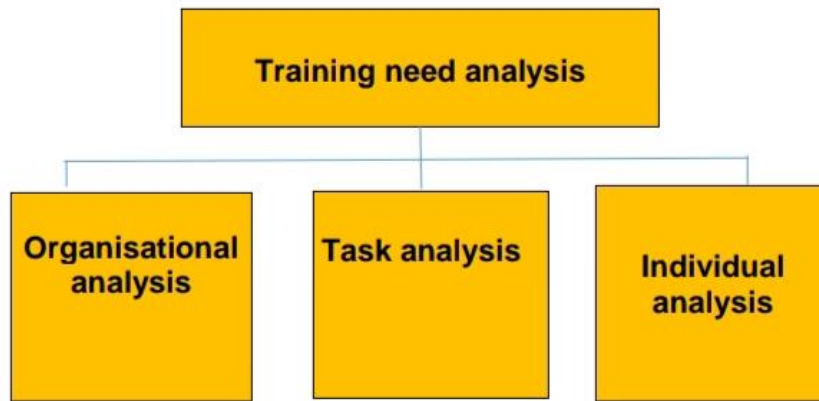 Training need analysis
Organisational
analysis
Task analysis
Individual
analysis